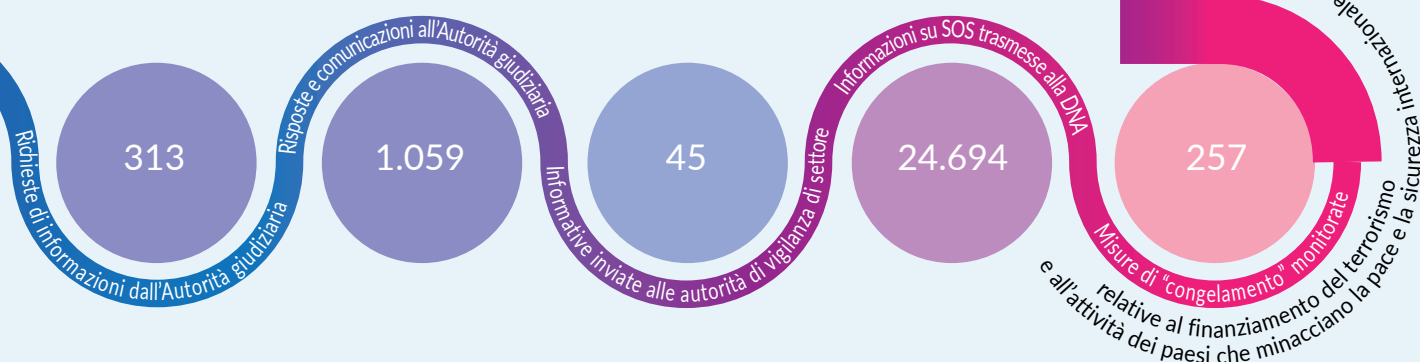 Richieste di informazioni dall'Autorità giudiziaria
313
Risposte e comunicazioni all'Autorità giudiziaria
1.059
Informative inviate alle autorità di vigilanza di settore
45
Informazioni su SOS trasmesse alla DNA
24.694
Misure di “congelamento” monitorate
257
relative al finanziamento del terrorismo
e all'attività dei paesi che minacciano la pace e la sicurezza internazionale